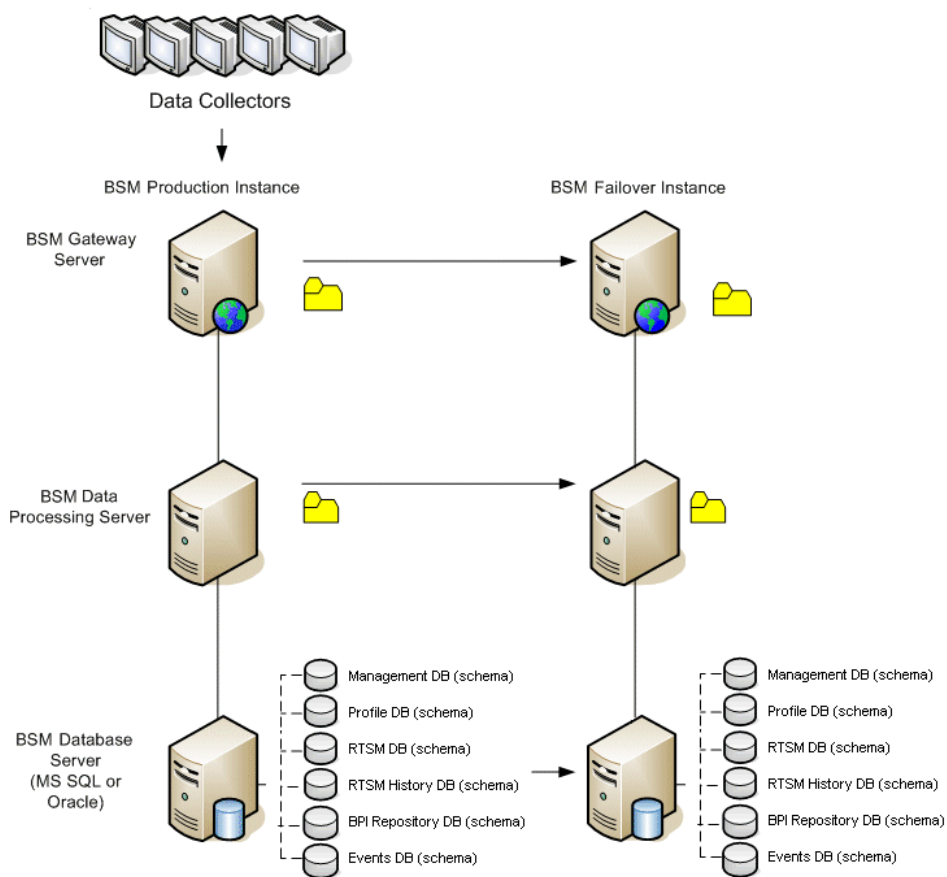 Data Collectors
BSM Production Instance
BSM Failover Instance
BSM Gateway
Server
BSM Data
Processing Server
BSM Database
Server
(MS SQL or
Oracle)
Management DB (schema)
Profile DB (schema)
RTSM DB (schema)
RTSM History DB (schema)
BPI Repository DB (schema)
Events DB (schema)
Management DB (schema)
Profile DB (schema)
RTSM DB (schema)
RTSM History DB (schema)
BPI Repository DB (schema)
Events DB (schema)